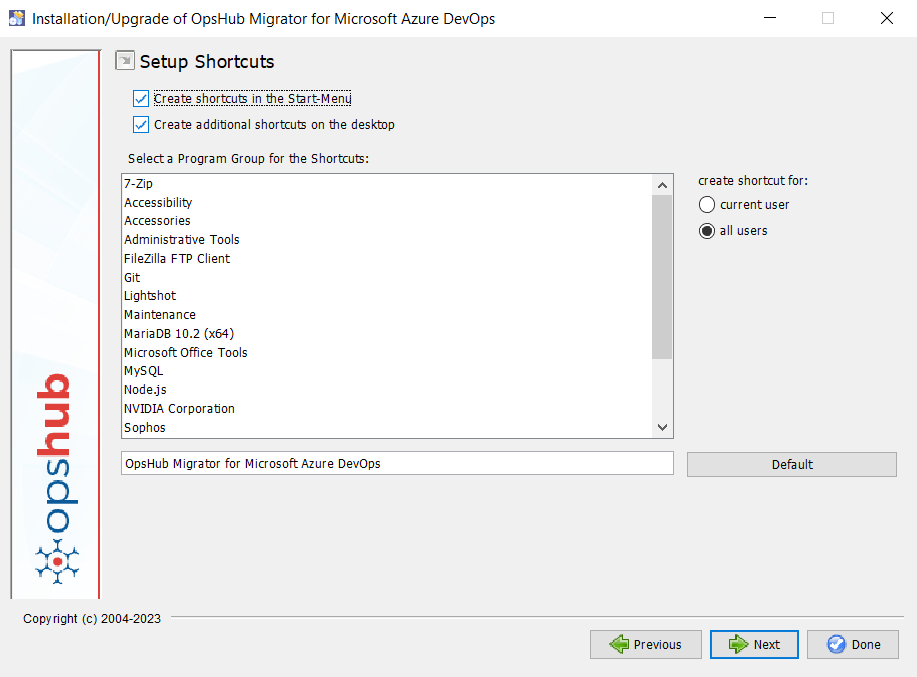 Installation/Upgrade of OpsHub Migrator for Microsoft Azure DevOps
Setup Shortcuts
Create shortcuts in the Start-Menu
Create additional shortcuts on the desktop
Select a Program Group for the Shortcuts:
7-Zip
Accessibility
Accessories
Administrative Tools
FileZilla FTP Client
Git
Lightshot
Maintenance
MariaDB 10.2 (x64)
Microsoft Office Tools
MySQL
Node.js
NVIDIA Corporation
Sophos
create shortcut for:
current user
all users
OpsHub Migrator for Microsoft Azure DevOps
Default
opshub
Copyright (c) 2004-2023
Previous
Next
Done